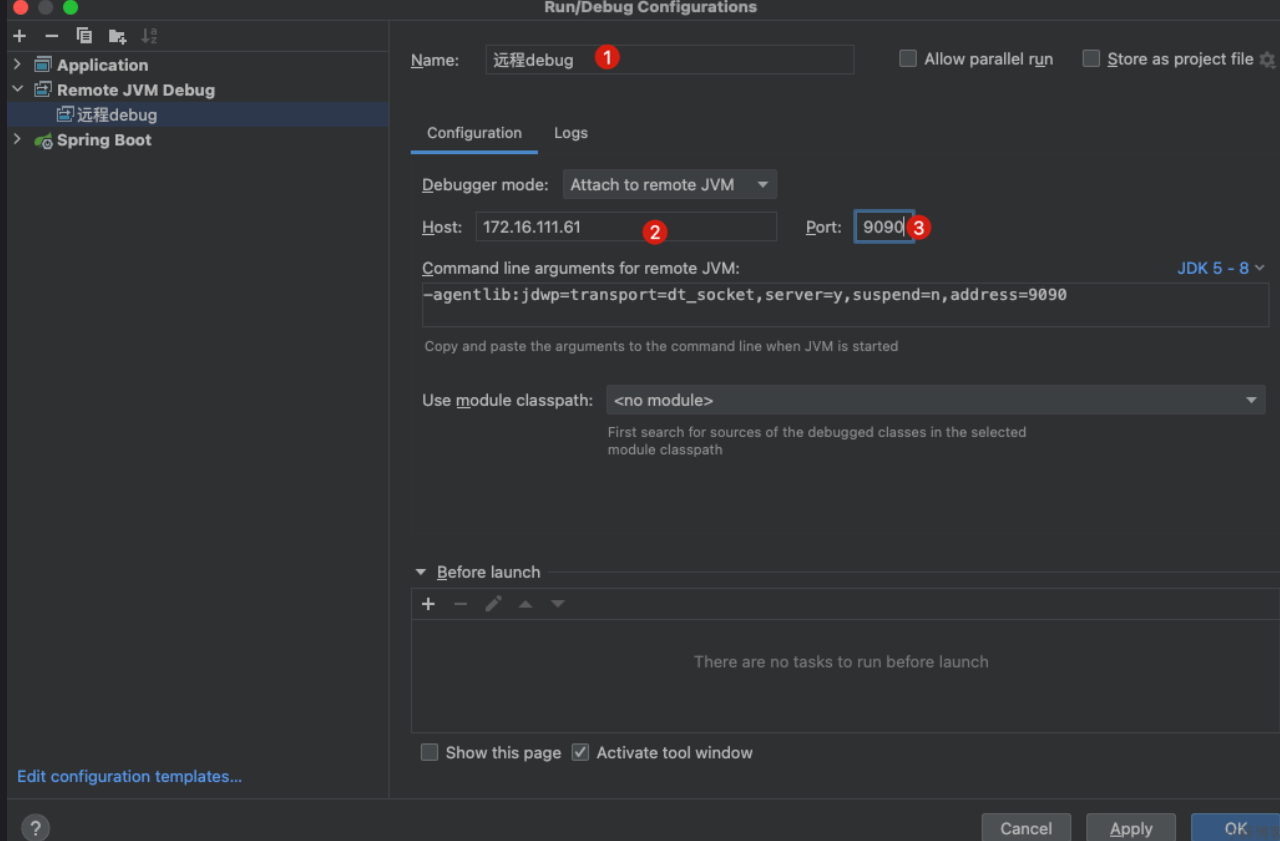 Run/Debug Configurations
Application
Remote JVM Debug
远程debug
Spring Boot
Edit configuration templates...
?
Name: 远程debug 1 Allow parallel run Store as project file
Configuration Logs
Debugger mode: Attach to remote JVM
Host: 172.16.111.61 2 Port: 9090 3
Command line arguments for remote JVM: JDK 5 - 8
-agentlib:jdwp=transport=dt_socket,server=y,suspend=n,address=9090
Copy and paste the arguments to the command line when JVM is started
Use module classpath: <no module>
First search for sources of the debugged classes in the selected
module classpath
Before launch
There are no tasks to run before launch
Show this page Activate tool window
Cancel Apply OK